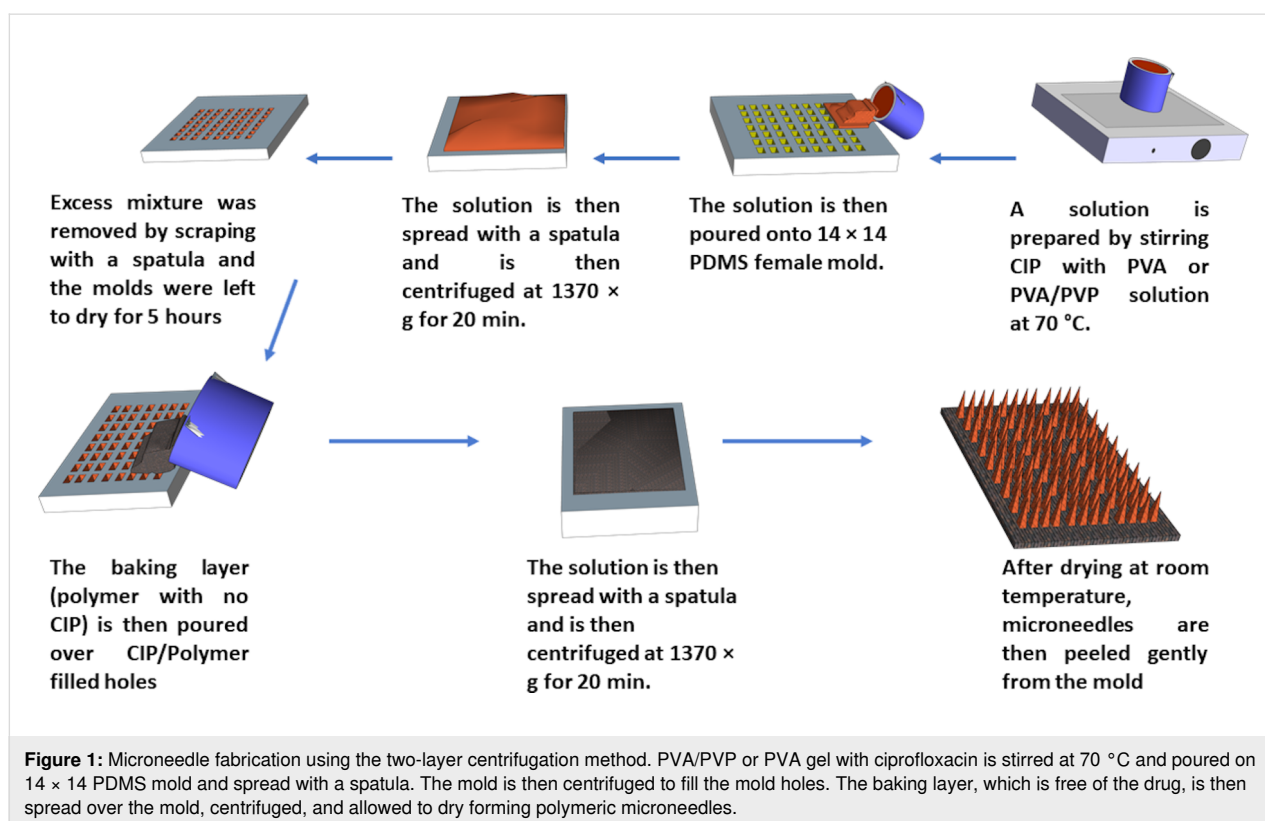 A solution is
prepared by stirring
CIP with PVA or
PVA/PVP solution
at 70 °C.
The solution is then
poured onto 14 × 14
PDMS female mold.
The solution is then
spread with a spatula
and is then
centrifuged at 1370 ×
g for 20 min.
Excess mixture was
removed by scraping
with a spatula and
the molds were left
to dry for 5 hours
The baking layer
(polymer with no
CIP) is then poured
over CIP/Polymer
filled holes
The solution is then
spread with a spatula
and is then
centrifuged at 1370 ×
g for 20 min.
After drying at room
temperature,
microneedles are
then peeled gently
from the mold
Figure 1: Microneedle fabrication using the two-layer centrifugation method. PVA/PVP or PVA gel with ciprofloxacin is stirred at 70 °C and poured on
14 × 14 PDMS mold and spread with a spatula. The mold is then centrifuged to fill the mold holes. The baking layer, which is free of the drug, is then
spread over the mold, centrifuged, and allowed to dry forming polymeric microneedles.